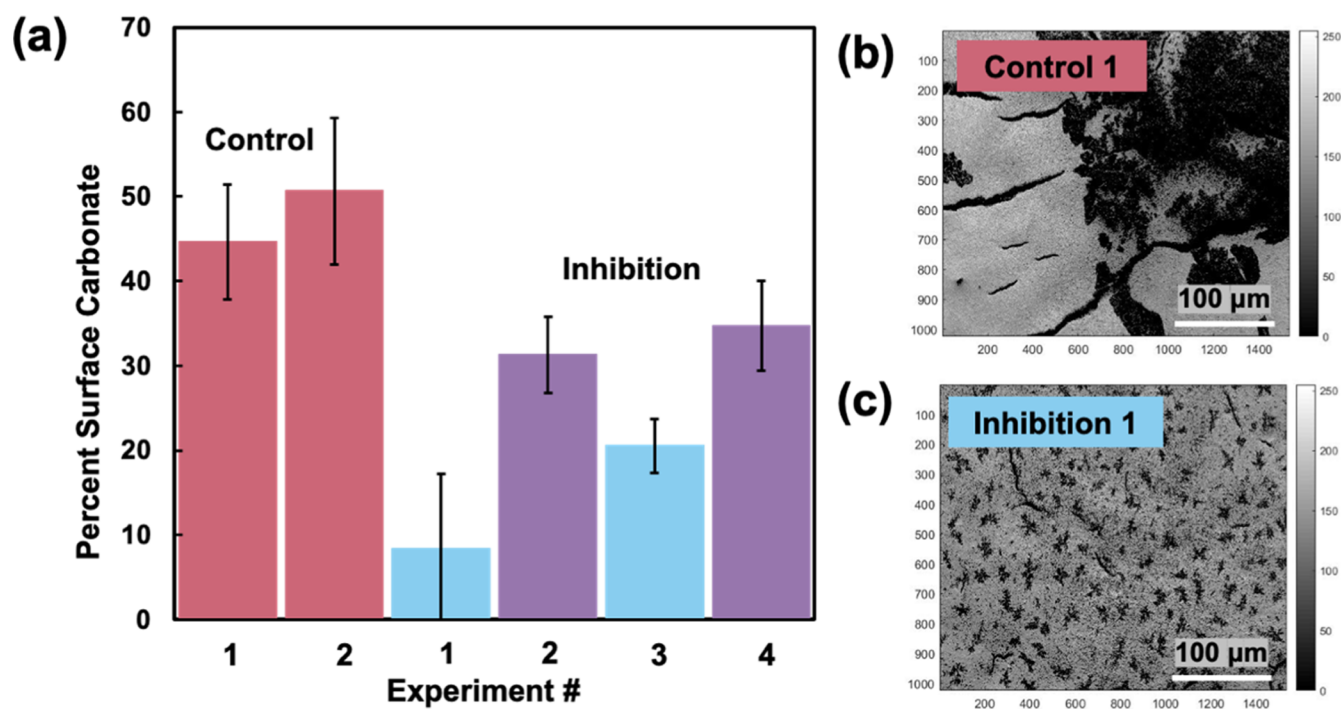 (a)
Percent Surface Carbonate
70
60
50
40
30
20
10
0
Control
Inhibition
1 2 1 2 3 4
Experiment #
(b)
Control 1
100
200
300
400
500
600
700
800
900
1000
200 400 600 800 1000 1200 1400
100 µm
250
200
150
100
50
0
(c)
Inhibition 1
100
200
300
400
500
600
700
800
900
1000
200 400 600 800 1000 1200 1400
100 µm
250
200
150
100
50
0